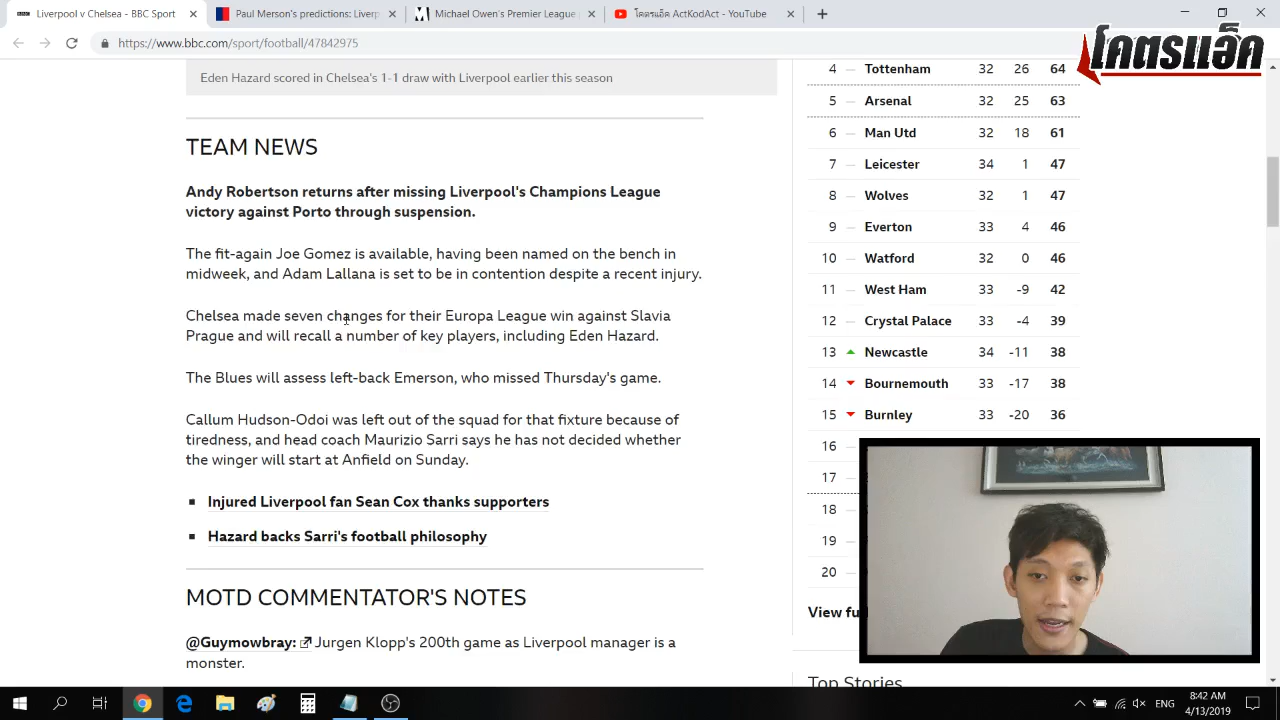 Liverpool v Chelsea - BBC Sport
Paul Merson's predictions: Liverp
Michael Owen's Premier League
โคตรแอ็ค ActKodAct - YouTube
https://www.bbc.com/sport/football/47842975
โคตรแอ็ค
Eden Hazard scored in Chelsea's 1-1 draw with Liverpool earlier this season
TEAM NEWS
Andy Robertson returns after missing Liverpool's Champions League
victory against Porto through suspension.
The fit-again Joe Gomez is available, having been named on the bench in
midweek, and Adam Lallana is set to be in contention despite a recent injury.
Chelsea made seven changes for their Europa League win against Slavia
Prague and will recall a number of key players, including Eden Hazard.
The Blues will assess left-back Emerson, who missed Thursday's game.
Callum Hudson-Odoi was left out of the squad for that fixture because of
tiredness, and head coach Maurizio Sarri says he has not decided whether
the winger will start at Anfield on Sunday.
Injured Liverpool fan Sean Cox thanks supporters
Hazard backs Sarri's football philosophy
MOTD COMMENTATOR'S NOTES
@Guymowbray: Jurgen Klopp's 200th game as Liverpool manager is a
monster.
4 Tottenham 32 26 64
5 Arsenal 32 25 63
6 Man Utd 32 18 61
7 Leicester 34 1 47
8 Wolves 32 1 47
9 Everton 33 4 46
10 Watford 32 0 46
11 West Ham 33 -9 42
12 Crystal Palace 33 -4 39
13 Newcastle 34 -11 38
14 Bournemouth 33 -17 38
15 Burnley 33 -20 36
16
17
18
19
20
View fu
Top Stories
ENG
8:42 AM
4/13/2019